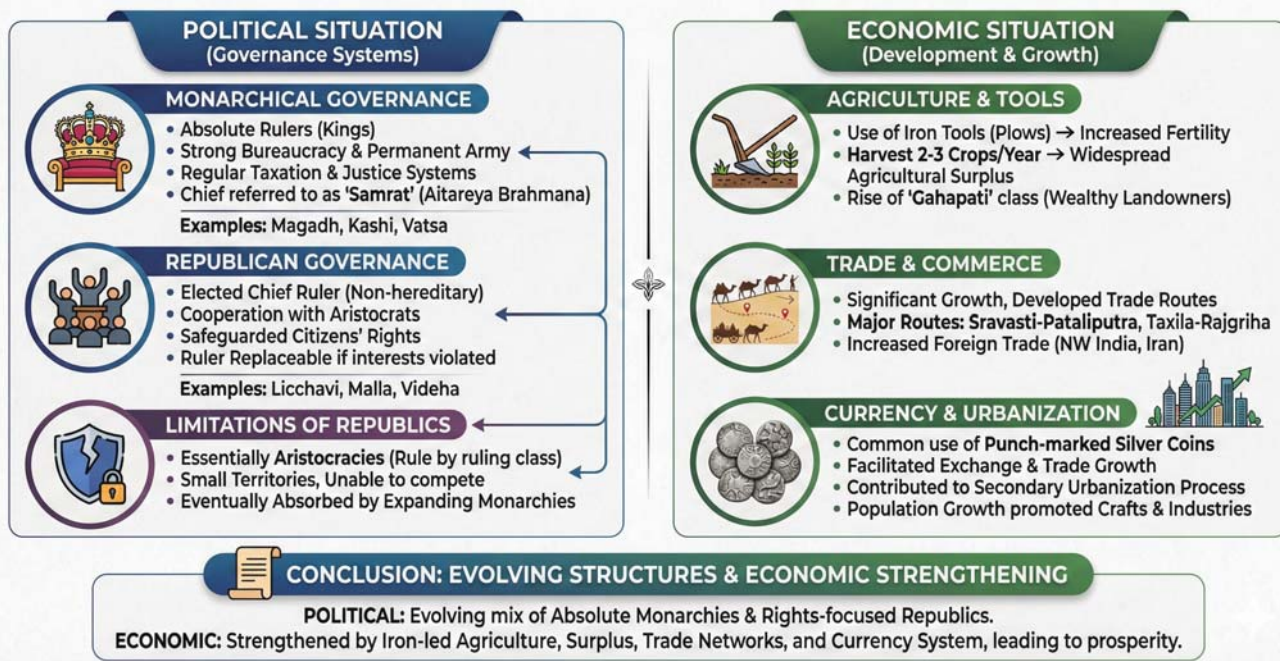 POLITICAL SITUATION
(Governance Systems)
MONARCHICAL GOVERNANCE
• Absolute Rulers (Kings)
• Strong Bureaucracy & Permanent Army
• Regular Taxation & Justice Systems
• Chief referred to as 'Samrat' (Aitareya Brahmana)
Examples: Magadh, Kashi, Vatsa
REPUBLICAN GOVERNANCE
• Elected Chief Ruler (Non-hereditary)
• Cooperation with Aristocrats
• Safeguarded Citizens' Rights
• Ruler Replaceable if interests violated
Examples: Licchavi, Malla, Videha
LIMITATIONS OF REPUBLICS
• Essentially Aristocracies (Rule by ruling class)
• Small Territories, Unable to compete
• Eventually Absorbed by Expanding Monarchies
ECONOMIC SITUATION
(Development & Growth)
AGRICULTURE & TOOLS
• Use of Iron Tools (Plows) → Increased Fertility
• Harvest 2-3 Crops/Year → Widespread
Agricultural Surplus
• Rise of 'Gahapati' class (Wealthy Landowners)
TRADE & COMMERCE
• Significant Growth, Developed Trade Routes
• Major Routes: Sravasti-Pataliputra, Taxila-Rajgriha
• Increased Foreign Trade (NW India, Iran)
CURRENCY & URBANIZATION
• Common use of Punch-marked Silver Coins
• Facilitated Exchange & Trade Growth
• Contributed to Secondary Urbanization Process
• Population Growth promoted Crafts & Industries
CONCLUSION: EVOLVING STRUCTURES & ECONOMIC STRENGTHENING
POLITICAL: Evolving mix of Absolute Monarchies & Rights-focused Republics.
ECONOMIC: Strengthened by Iron-led Agriculture, Surplus, Trade Networks, and Currency System, leading to prosperity.